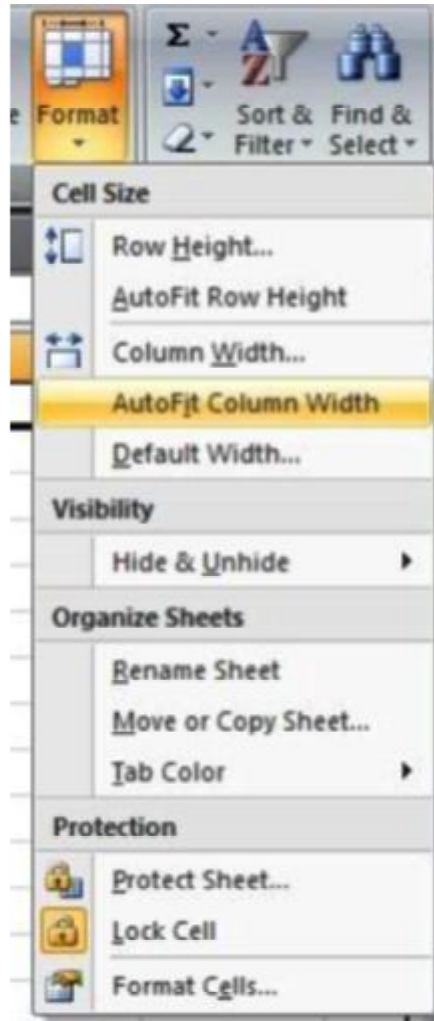 Σ
A
Z
e Format
Sort & Find &
Filter Select
Cell Size
Row Height...
AutoFit Row Height
Column Width...
AutoFit Column Width
Default Width...
Visibility
Hide & Unhide
Organize Sheets
Rename Sheet
Move or Copy Sheet...
Tab Color
Protection
Protect Sheet...
Lock Cell
Format Cells...